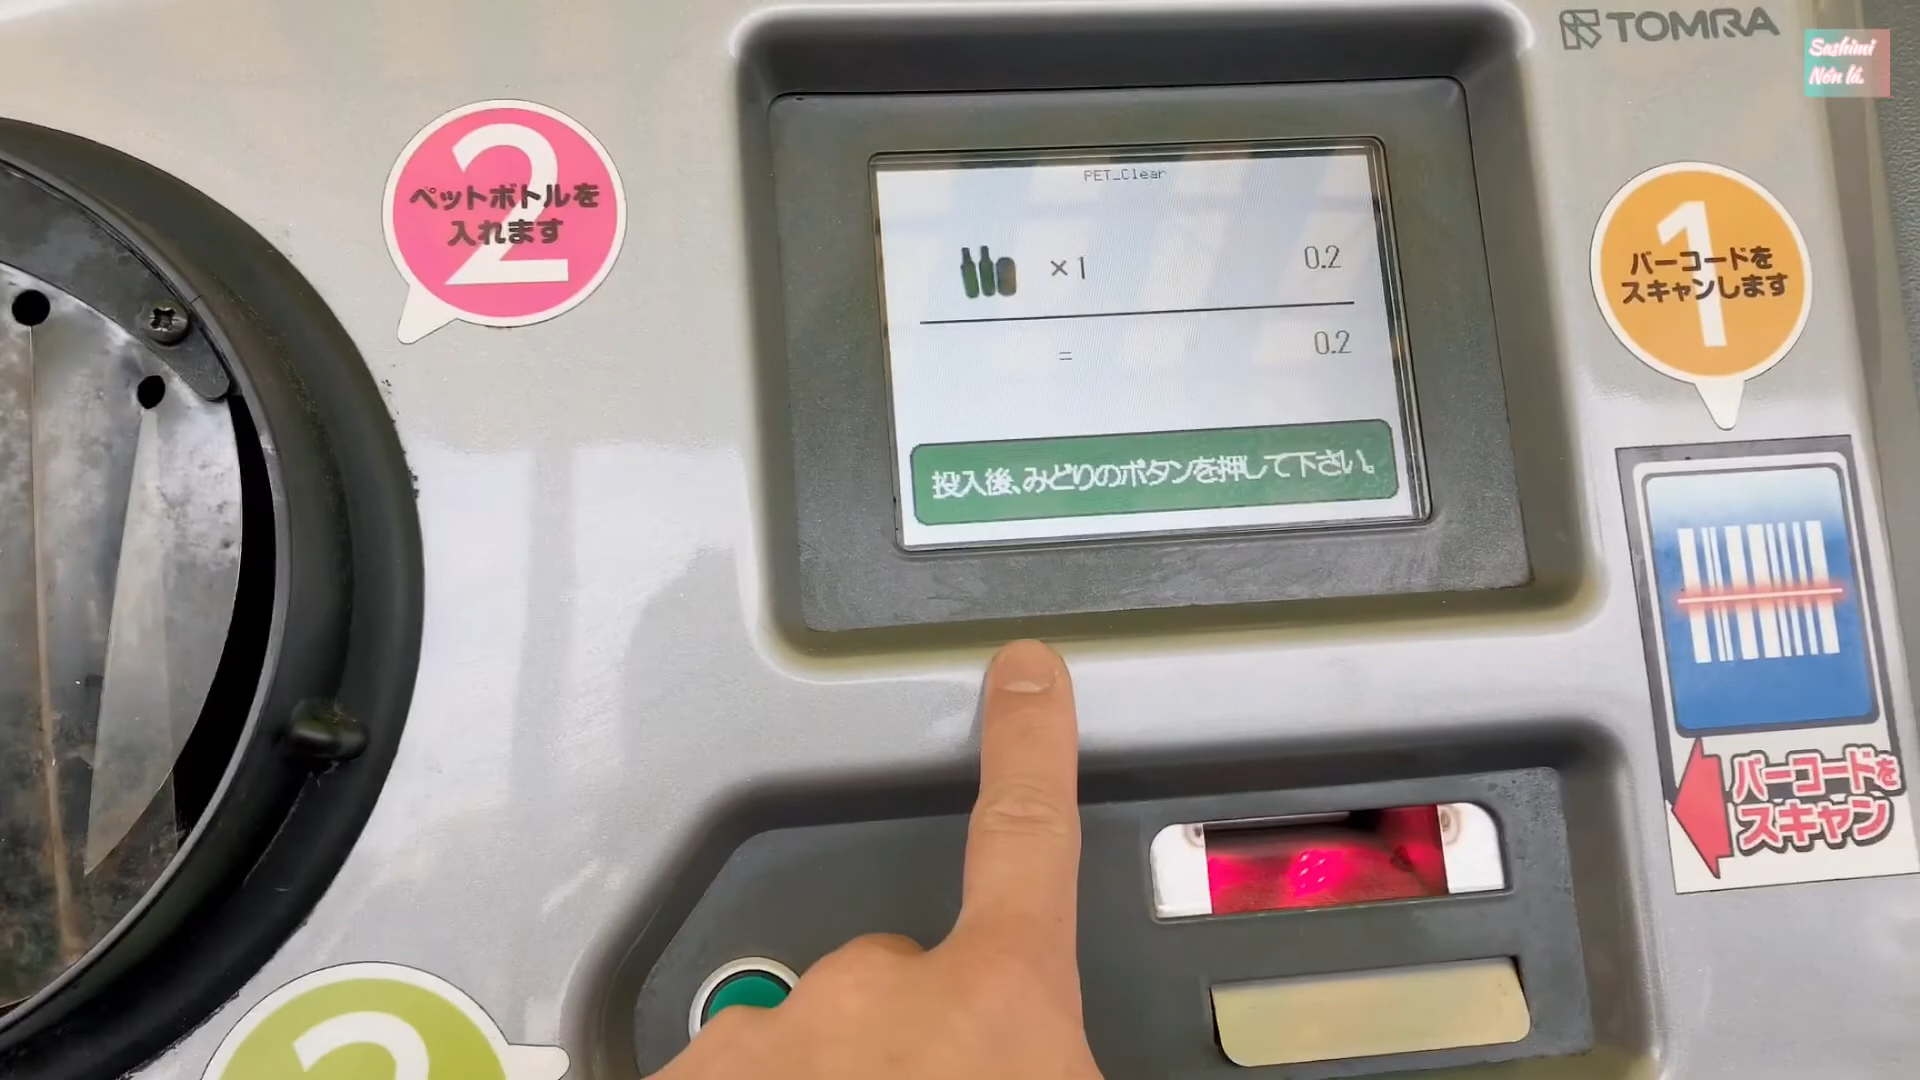 TOMRA
Sashimi
Nón lá.
2
ペットボトルを
入れます
PET_Clear
×1 0.2
= 0.2
投入後、みどりのボタンを押して下さい。
1
バーコードを
スキャンします
バーコードを
スキャン